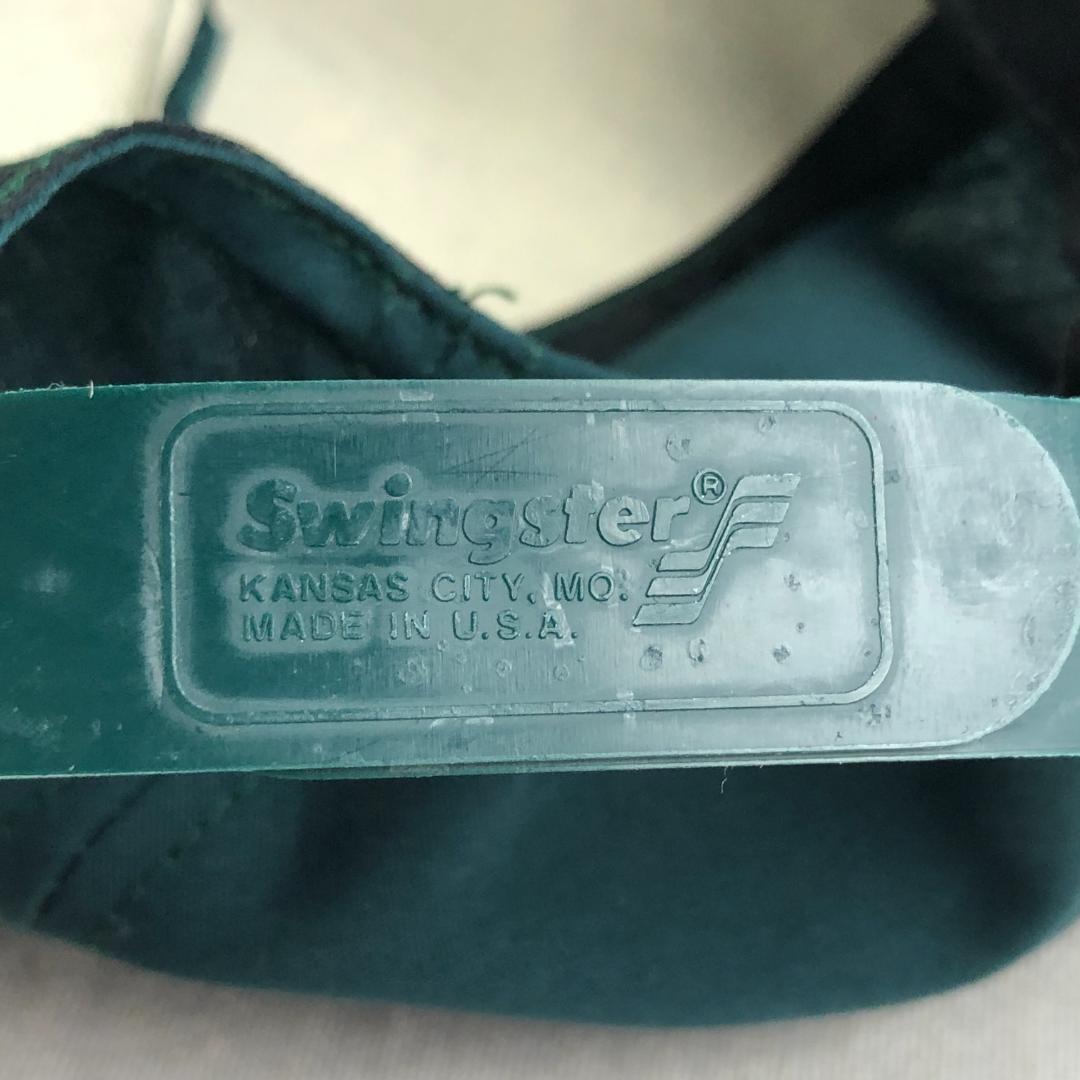 Swingster®
KANSAS CITY, MO.
MADE IN U.S.A.